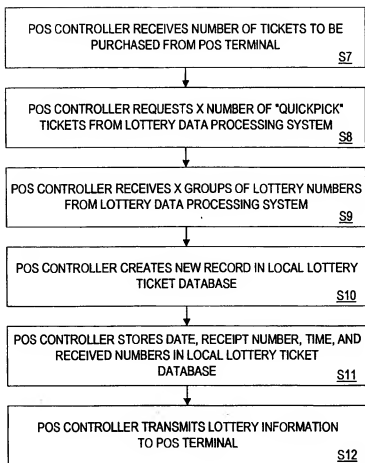 POS CONTROLLER RECEIVES NUMBER OF TICKETS TO BE
PURCHASED FROM POS TERMINAL
S7
POS CONTROLLER REQUESTS X NUMBER OF "QUICKPICK"
TICKETS FROM LOTTERY DATA PROCESSING SYSTEM
S8
POS CONTROLLER RECEIVES X GROUPS OF LOTTERY NUMBERS
FROM LOTTERY DATA PROCESSING SYSTEM
S9
POS CONTROLLER CREATES NEW RECORD IN LOCAL LOTTERY
TICKET DATABASE
S10
POS CONTROLLER STORES DATE, RECEIPT NUMBER, TIME, AND
RECEIVED NUMBERS IN LOCAL LOTTERY TICKET
DATABASE
S11
POS CONTROLLER TRANSMITS LOTTERY INFORMATION
TO POS TERMINAL
S12